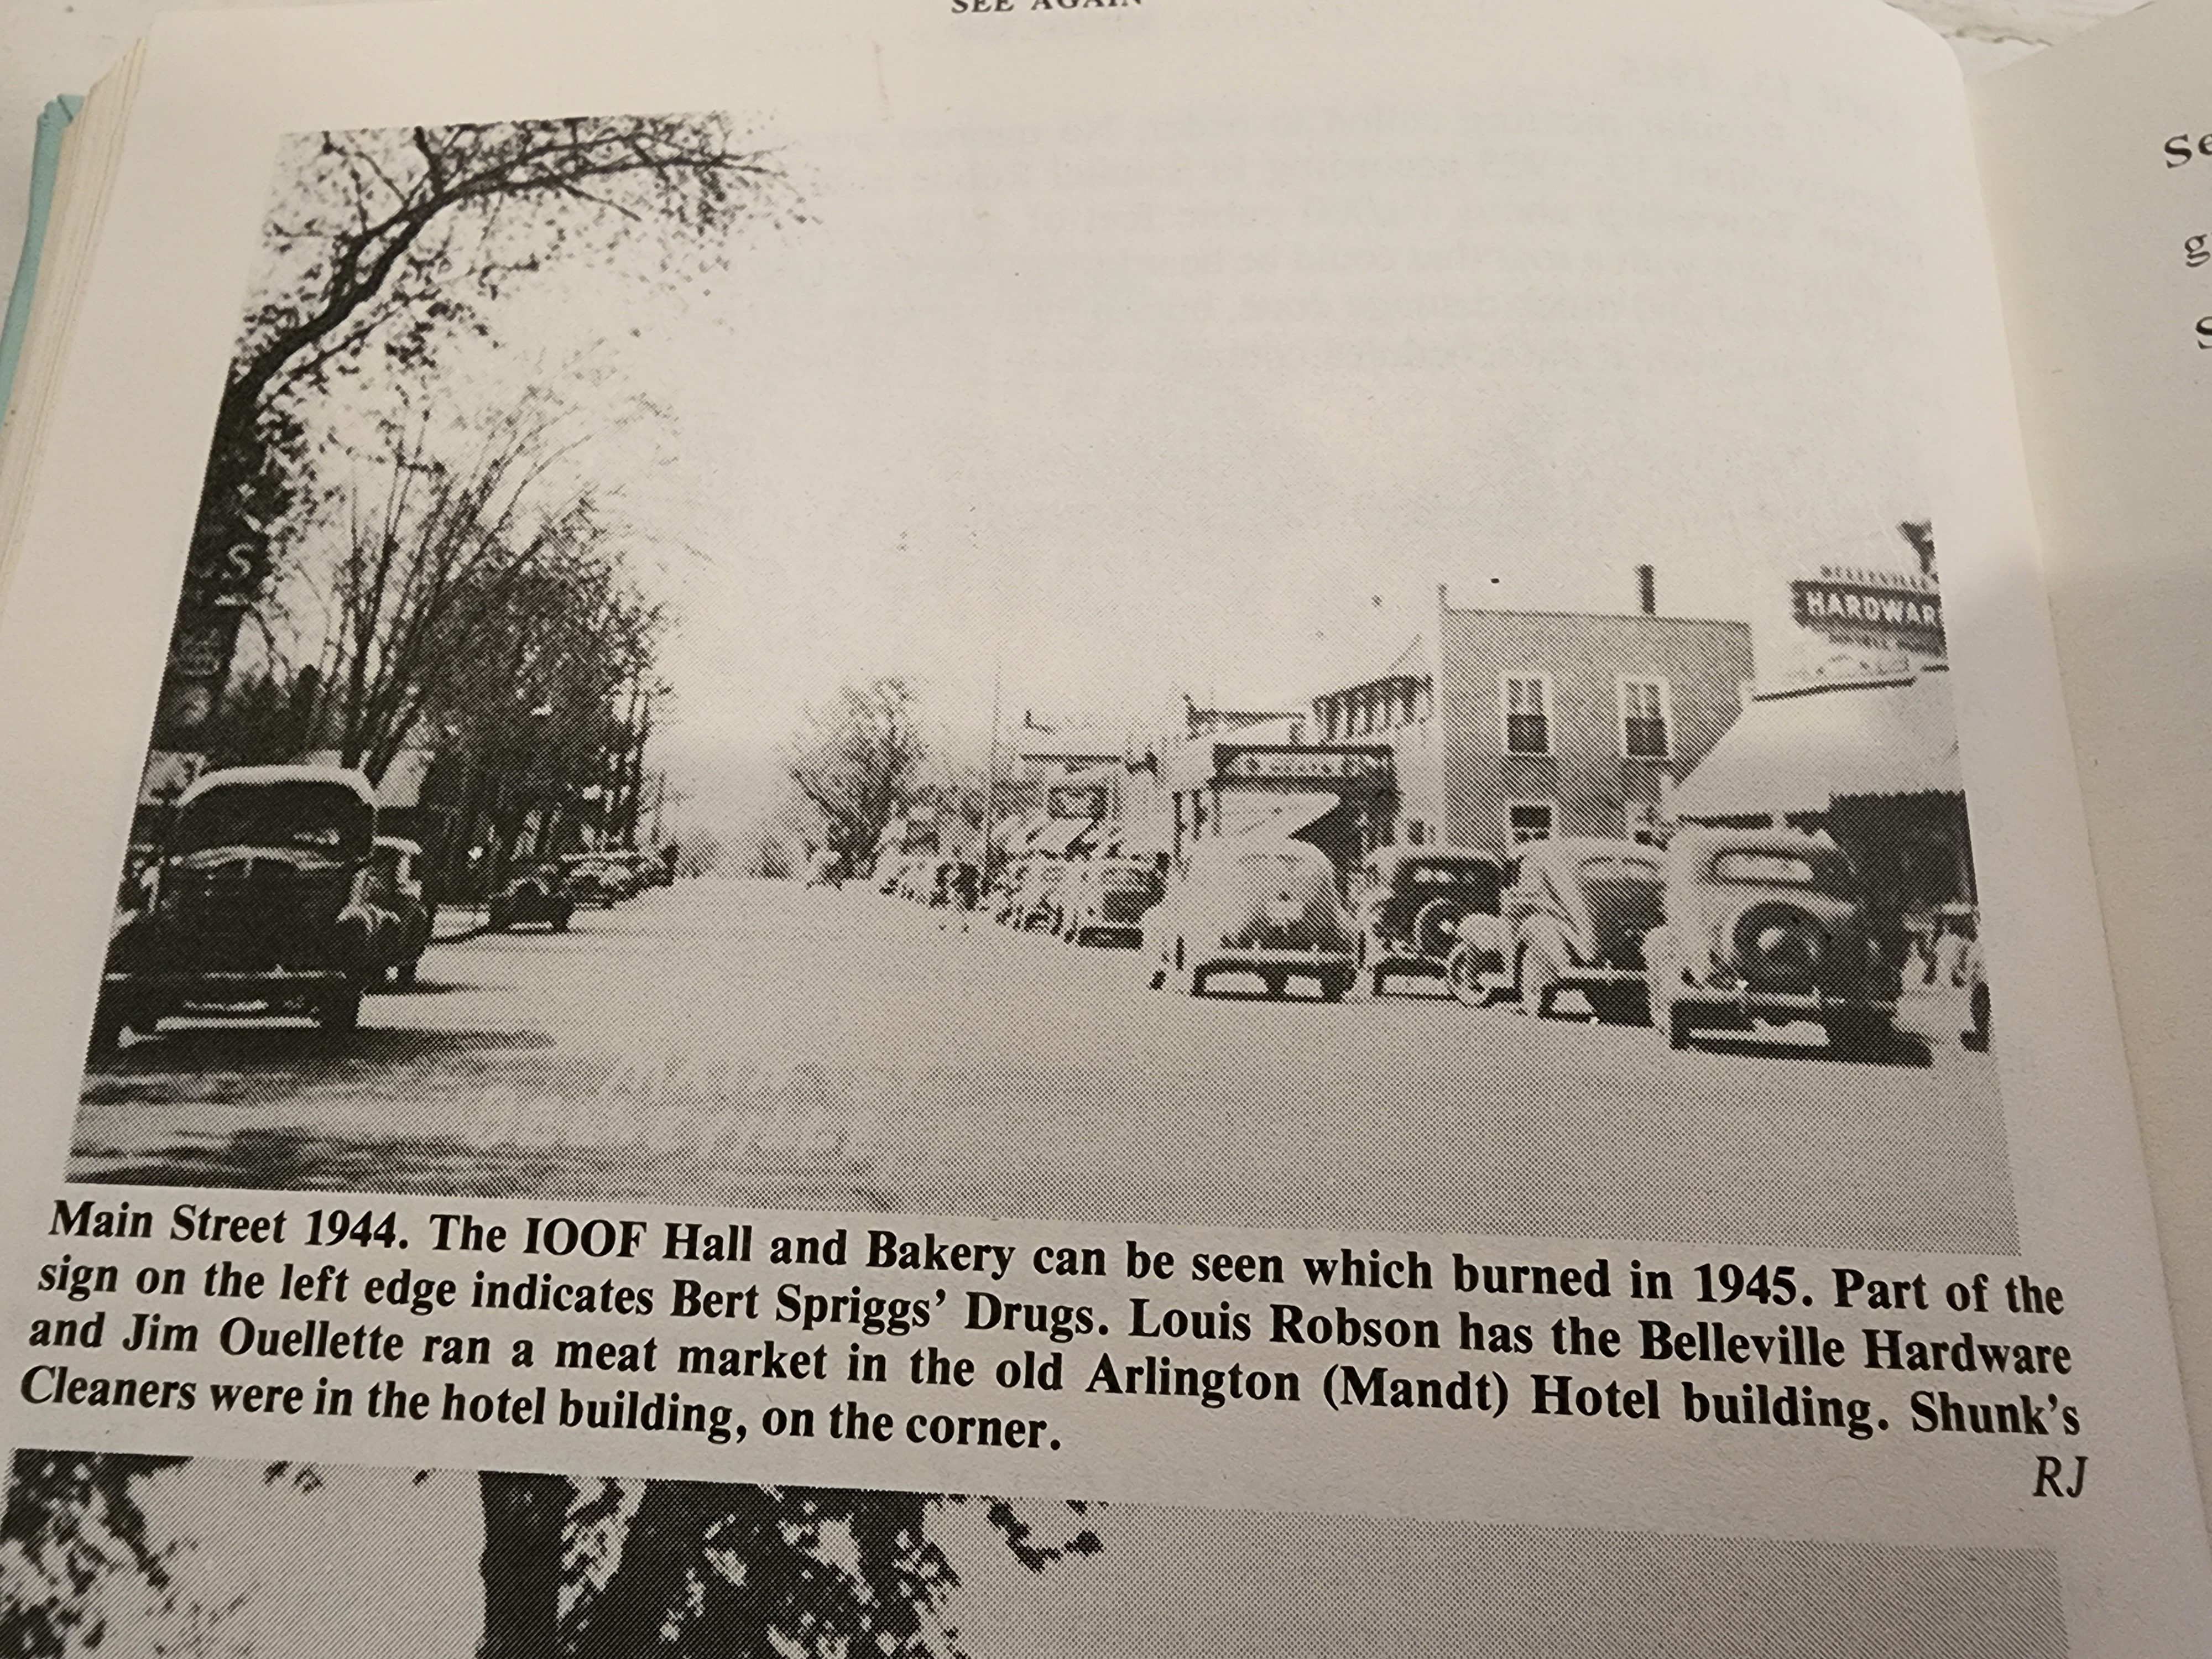 SEE AGAIN
S
BELLEVILLE
HARDWAR
Main Street 1944. The IOOF Hall and Bakery can be seen which burned in 1945. Part of the
sign on the left edge indicates Bert Spriggs’ Drugs. Louis Robson has the Belleville Hardware
and Jim Ouellette ran a meat market in the old Arlington (Mandt) Hotel building. Shunk’s
Cleaners were in the hotel building, on the corner.
RJ